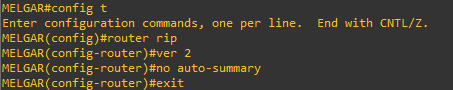 MELGAR#config t
Enter configuration commands, one per line.  End with CNTL/Z.
MELGAR(config)#router rip
MELGAR(config-router)#ver 2
MELGAR(config-router)#no auto-summary
MELGAR(config-router)#exit